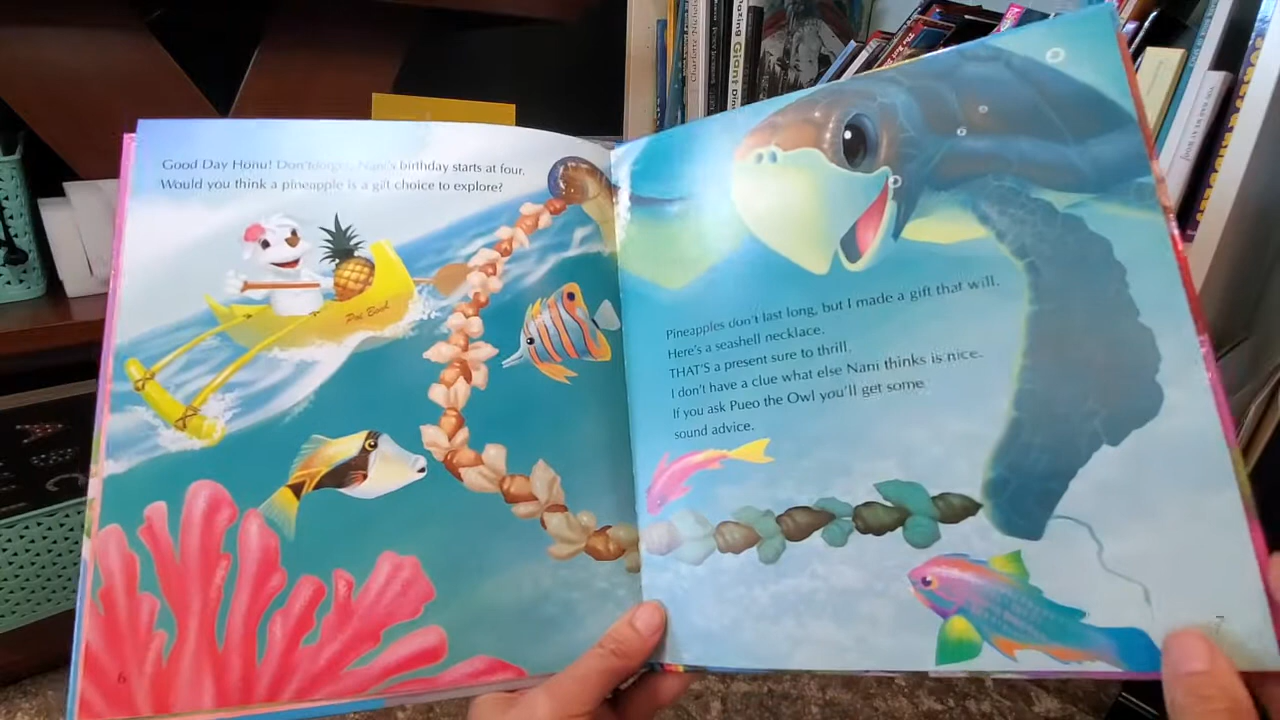 Good Day Honu! Don't forget, Nani's birthday starts at four,
Would you think a pineapple is a gift choice to explore?
Poi Boat
Pineapples don't last long, but I made a gift that will.
Here's a seashell necklace.
THAT'S a present sure to thrill.
I don't have a clue what else Nani thinks is nice.
If you ask Pueo the Owl you'll get some
sound advice.
6
7